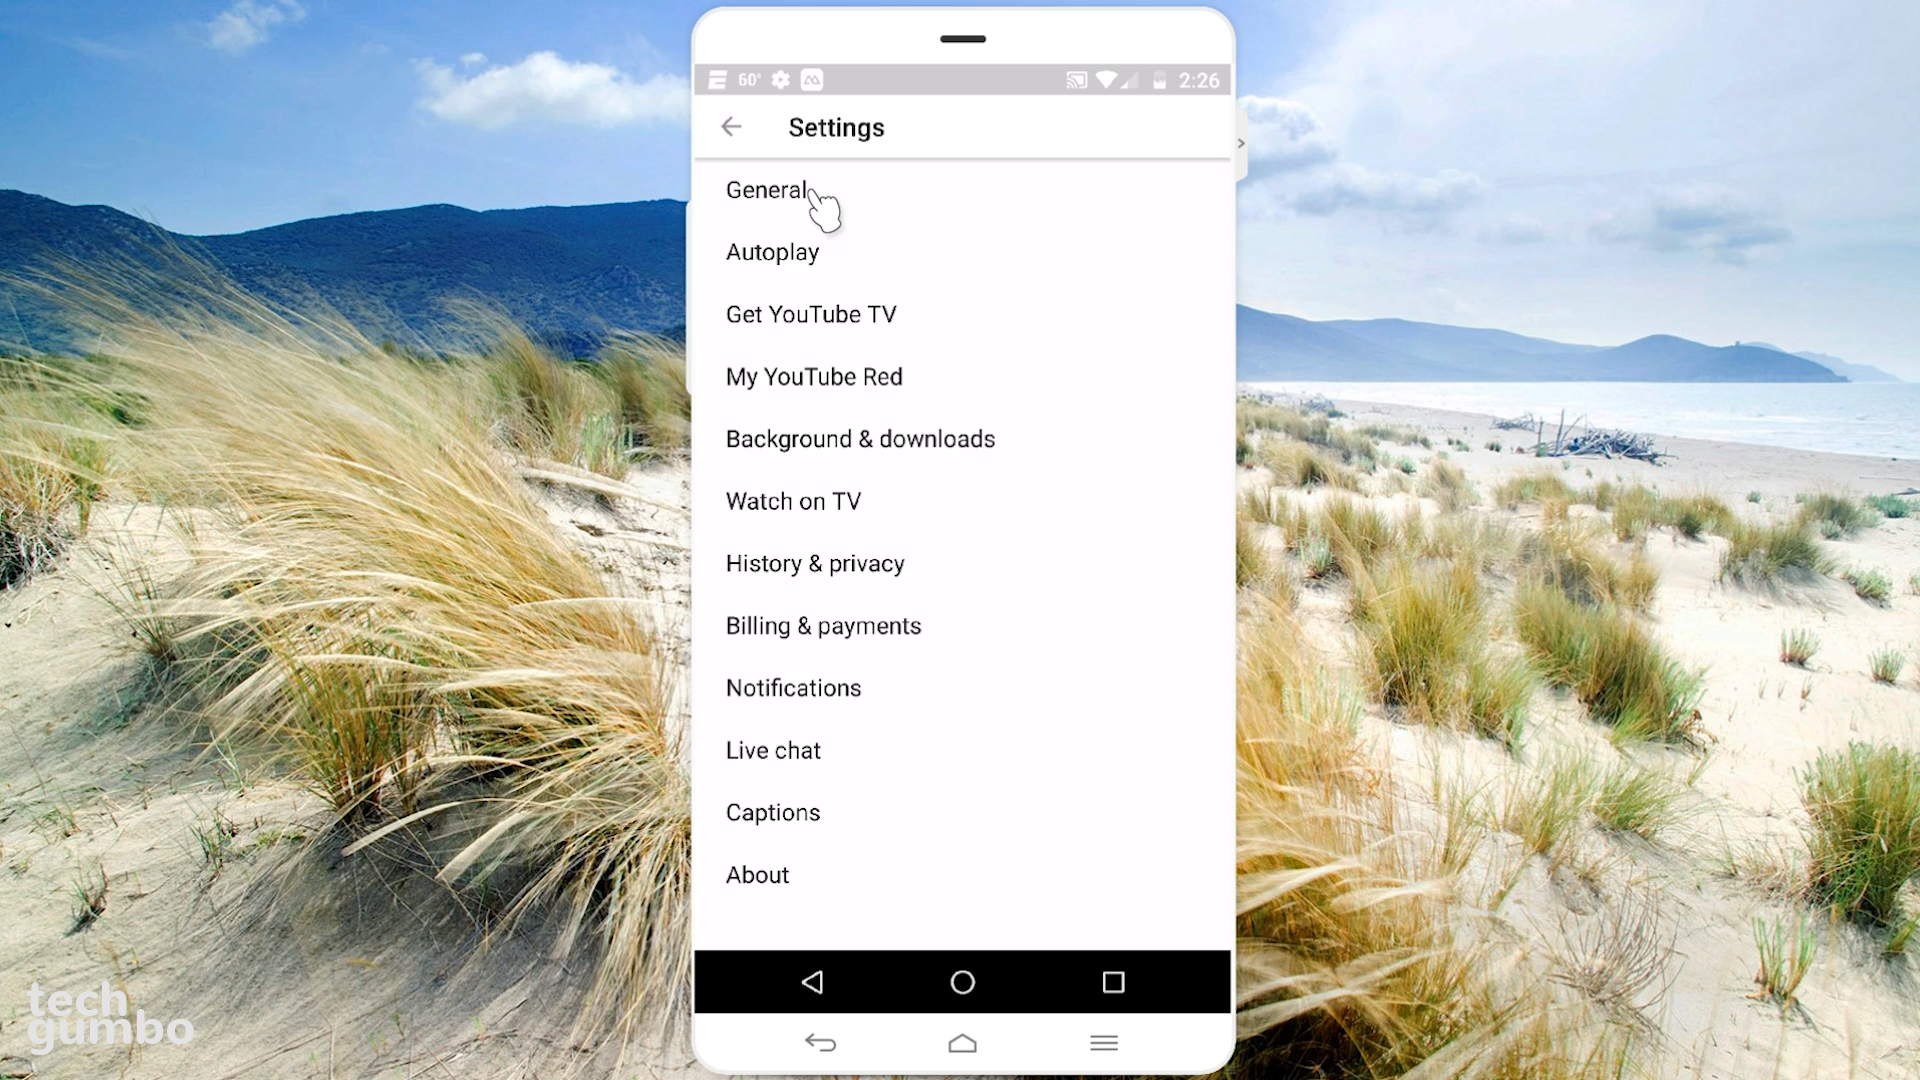 60°
2:26
Settings
General
Autoplay
Get YouTube TV
My YouTube Red
Background & downloads
Watch on TV
History & privacy
Billing & payments
Notifications
Live chat
Captions
About
tech
gumbo